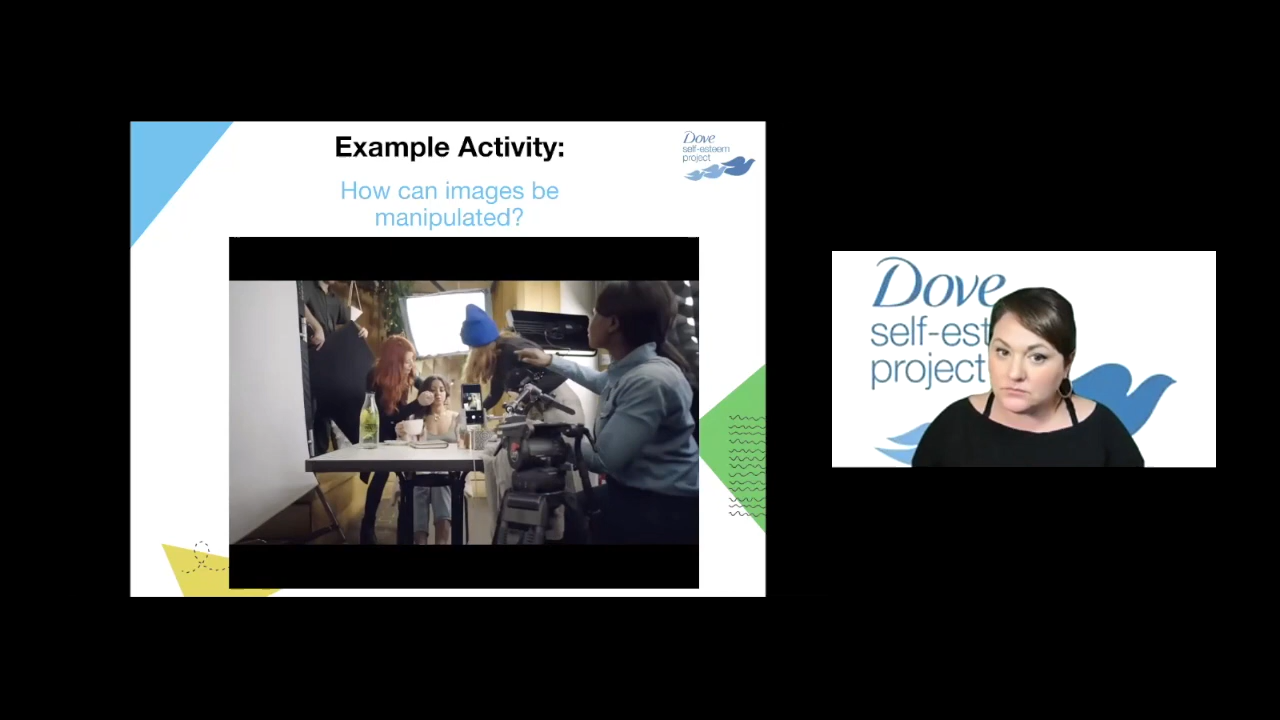 Example Activity:
Dove
self-esteem
project
How can images be
manipulated?
Dove
self-est
project